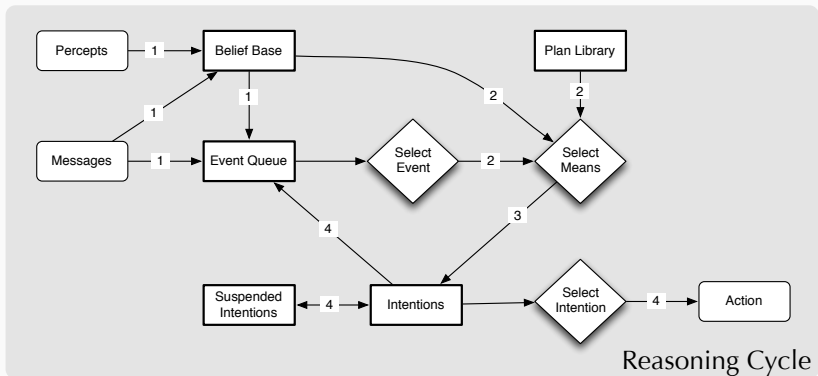 Percepts
1
Belief Base
Plan Library
1
1
2
2
Messages
1
Event Queue
Select
Event
2
Select
Means
4
3
Suspended
Intentions
4
Intentions
Select
Intention
4
Action
Reasoning Cycle